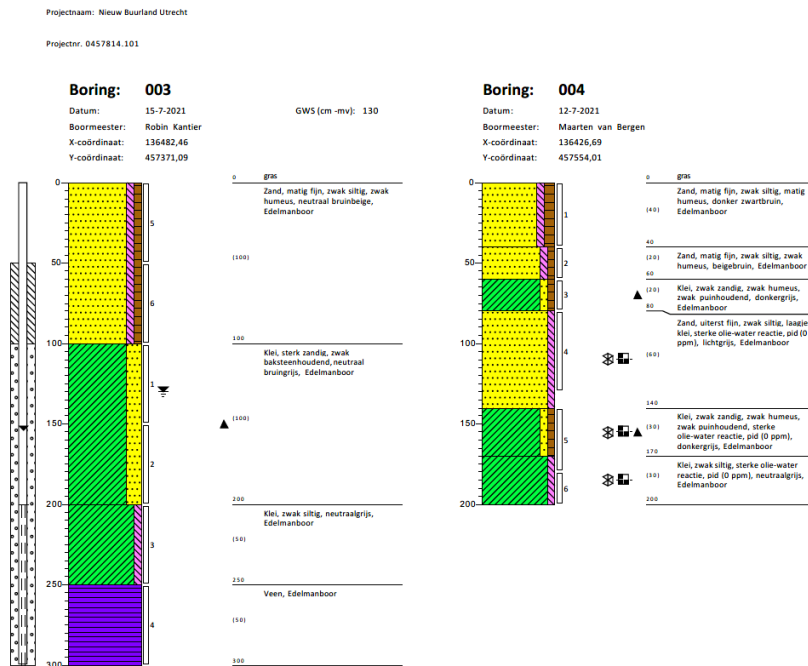 Projectnaam: Nieuw Buurland Utrecht
Projectnr. 0457814.101
Boring: 003
Datum: 15-7-2021 GWS (cm -mv): 130
Boormeester: Robin Kantier
X-coördinaat: 136482,46
Y-coördinaat: 457371,09
0
50
100
150
200
250
300
5
6
1
2
3
4
0 gras
Zand, matig fijn, zwak siltig, zwak
humeus, neutraal bruinbeige,
Edelmanboor
(100)
100
Klei, sterk zandig, zwak
baksteenhoudend, neutraal
bruingrijs, Edelmanboor
(100)
200
Klei, zwak siltig, neutraalgrijs,
Edelmanboor
(50)
250
Veen, Edelmanboor
(50)
300
Boring: 004
Datum: 12-7-2021
Boormeester: Maarten van Bergen
X-coördinaat: 136426,69
Y-coördinaat: 457554,01
0
50
100
150
200
1
2
3
4
5
6
0 gras
Zand, matig fijn, zwak siltig, matig
humeus, donker zwartbruin,
Edelmanboor
(40)
40
Zand, matig fijn, zwak siltig, zwak
humeus, beigebruin, Edelmanboor
(20)
60
Klei, zwak zandig, zwak humeus,
zwak puinhoudend, donkergrijs,
Edelmanboor
(20)
80
Zand, uiterst fijn, zwak siltig, laagjes
klei, sterke olie-water reactie, pid (0
ppm), lichtgrijs, Edelmanboor
(60)
140
Klei, zwak zandig, zwak humeus,
zwak puinhoudend, sterke
olie-water reactie, pid (0 ppm),
donkergrijs, Edelmanboor
(30)
170
Klei, zwak siltig, sterke olie-water
reactie, pid (0 ppm), neutraalgrijs,
Edelmanboor
(30)
200